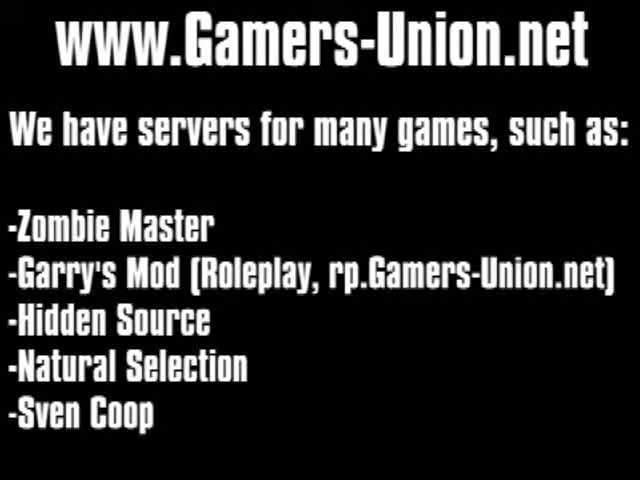 www.Gamers-Union.net
We have servers for many games, such as:
-Zombie Master
-Garry's Mod (Roleplay, rp.Gamers-Union.net)
-Hidden Source
-Natural Selection
-Sven Coop